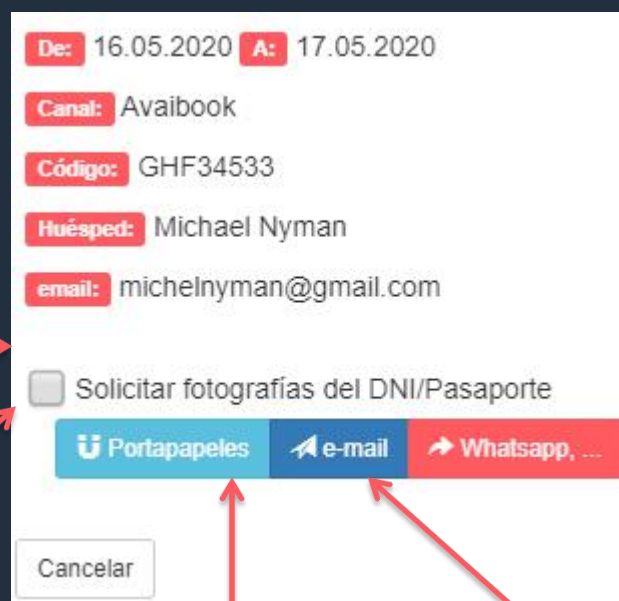 De: 16.05.2020 A: 17.05.2020
Canal: Avaibook
Código: GHF34533
Huésped: Michael Nyman
email: michelnyman@gmail.com
Solicitar fotografías del DNI/Pasaporte
Portapapeles e-mail Whatsapp, ...
Cancelar